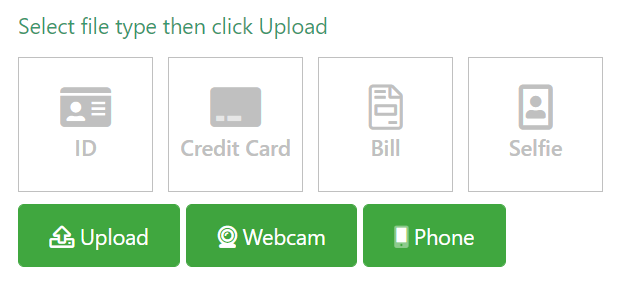 Select file type then click Upload
ID Credit Card Bill Selfie
Upload Webcam Phone